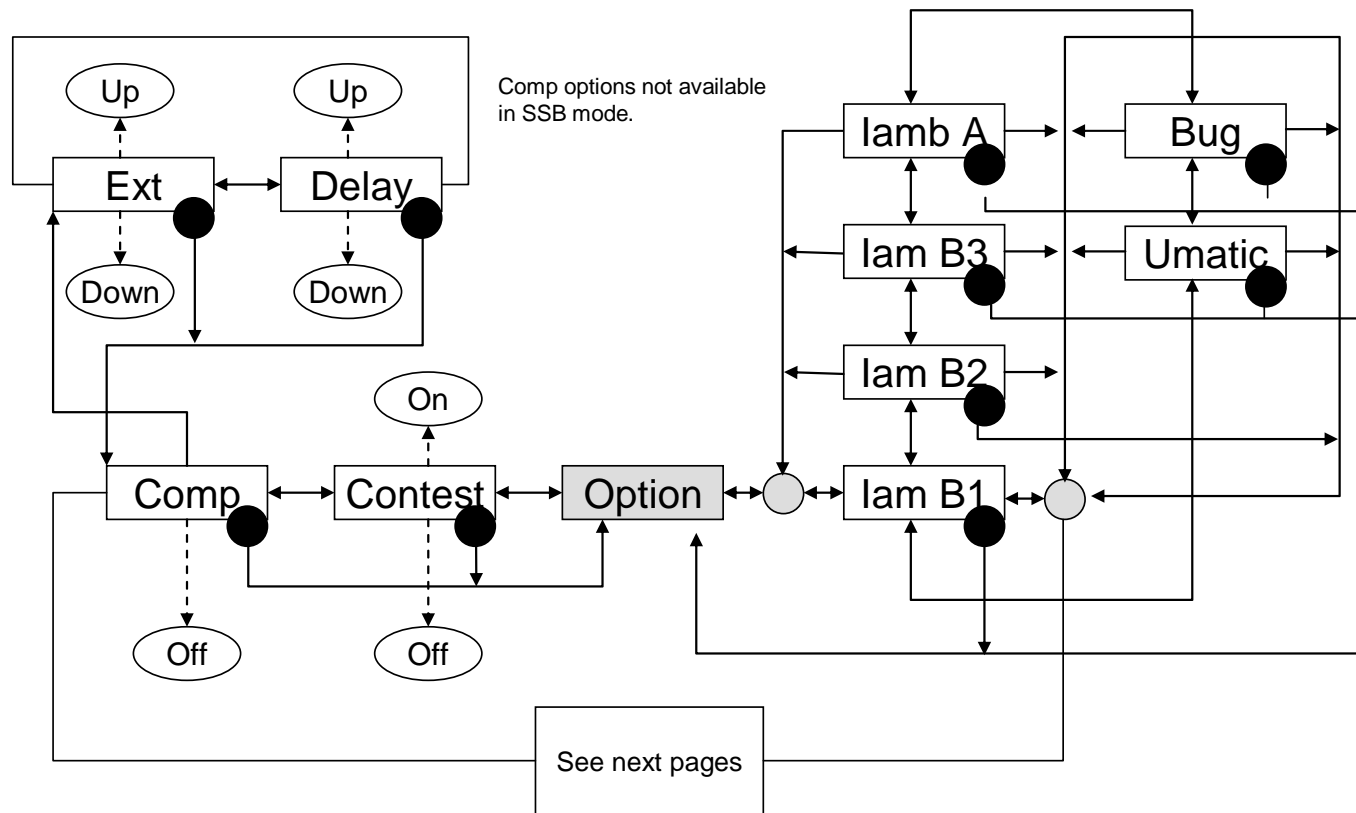 Up
Up
Comp options not available
in SSB mode.
Iamb A
Bug
Ext
Delay
Iam B3
Umatic
Down
Down
Iam B2
On
Comp
Contest
Option
Iam B1
Off
Off
See next pages